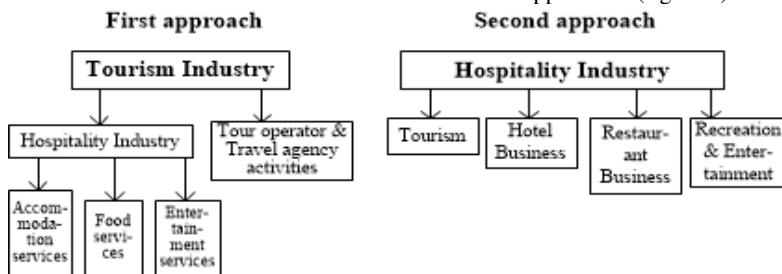 First approach
Second approach
Tourism Industry
Hospitality Industry
Hospitality Industry
Tour operator &
Travel agency
activities
Tourism
Hotel
Business
Restaur-
ant
Business
Recreation
& Enter-
tainment
Accom-
moda-
tion
services
Food
servi-
ces
Enter-
tain-
ment
services